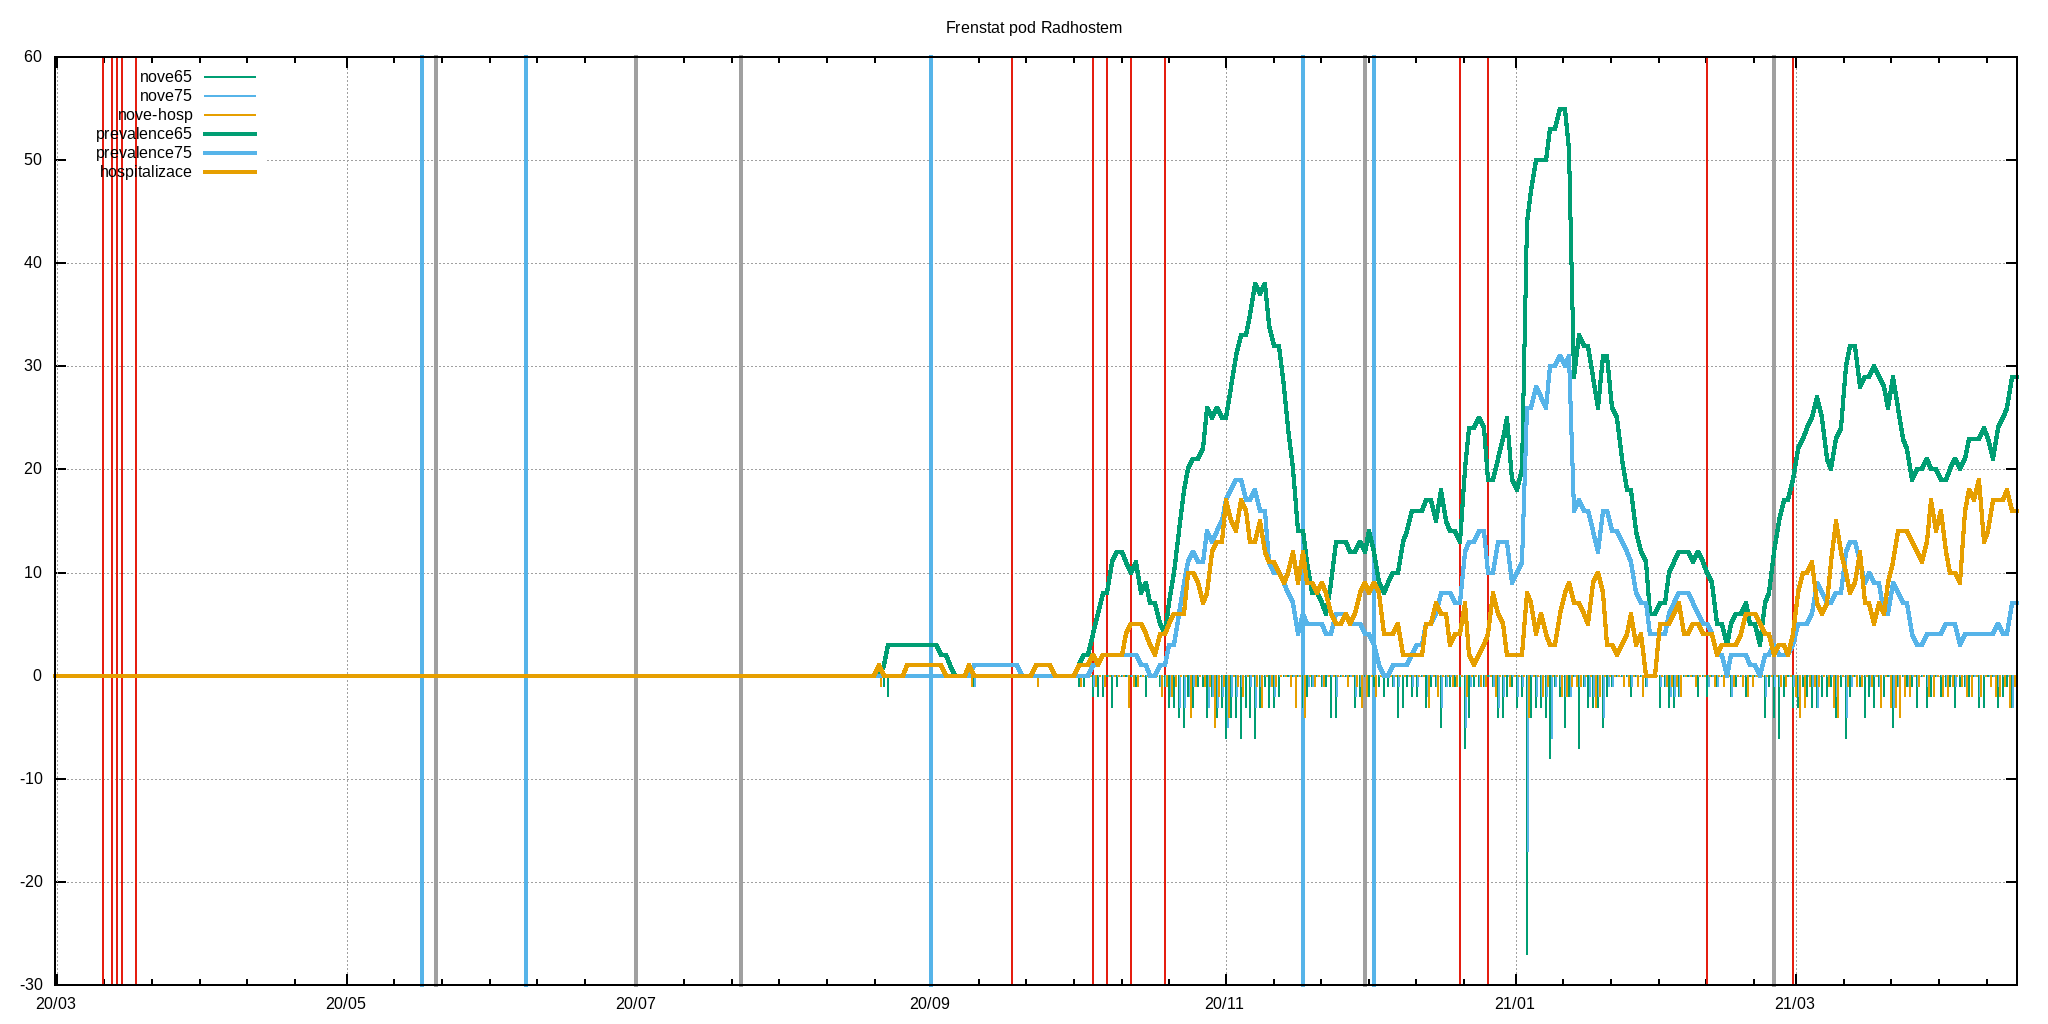 Frenstat pod Radhostem
60
50
40
30
20
10
0
-10
-20
-30
nove65
nove75
nove-hosp
prevalence65
prevalence75
hospitalizace
20/03 20/05 20/07 20/09 20/11 21/01 21/03